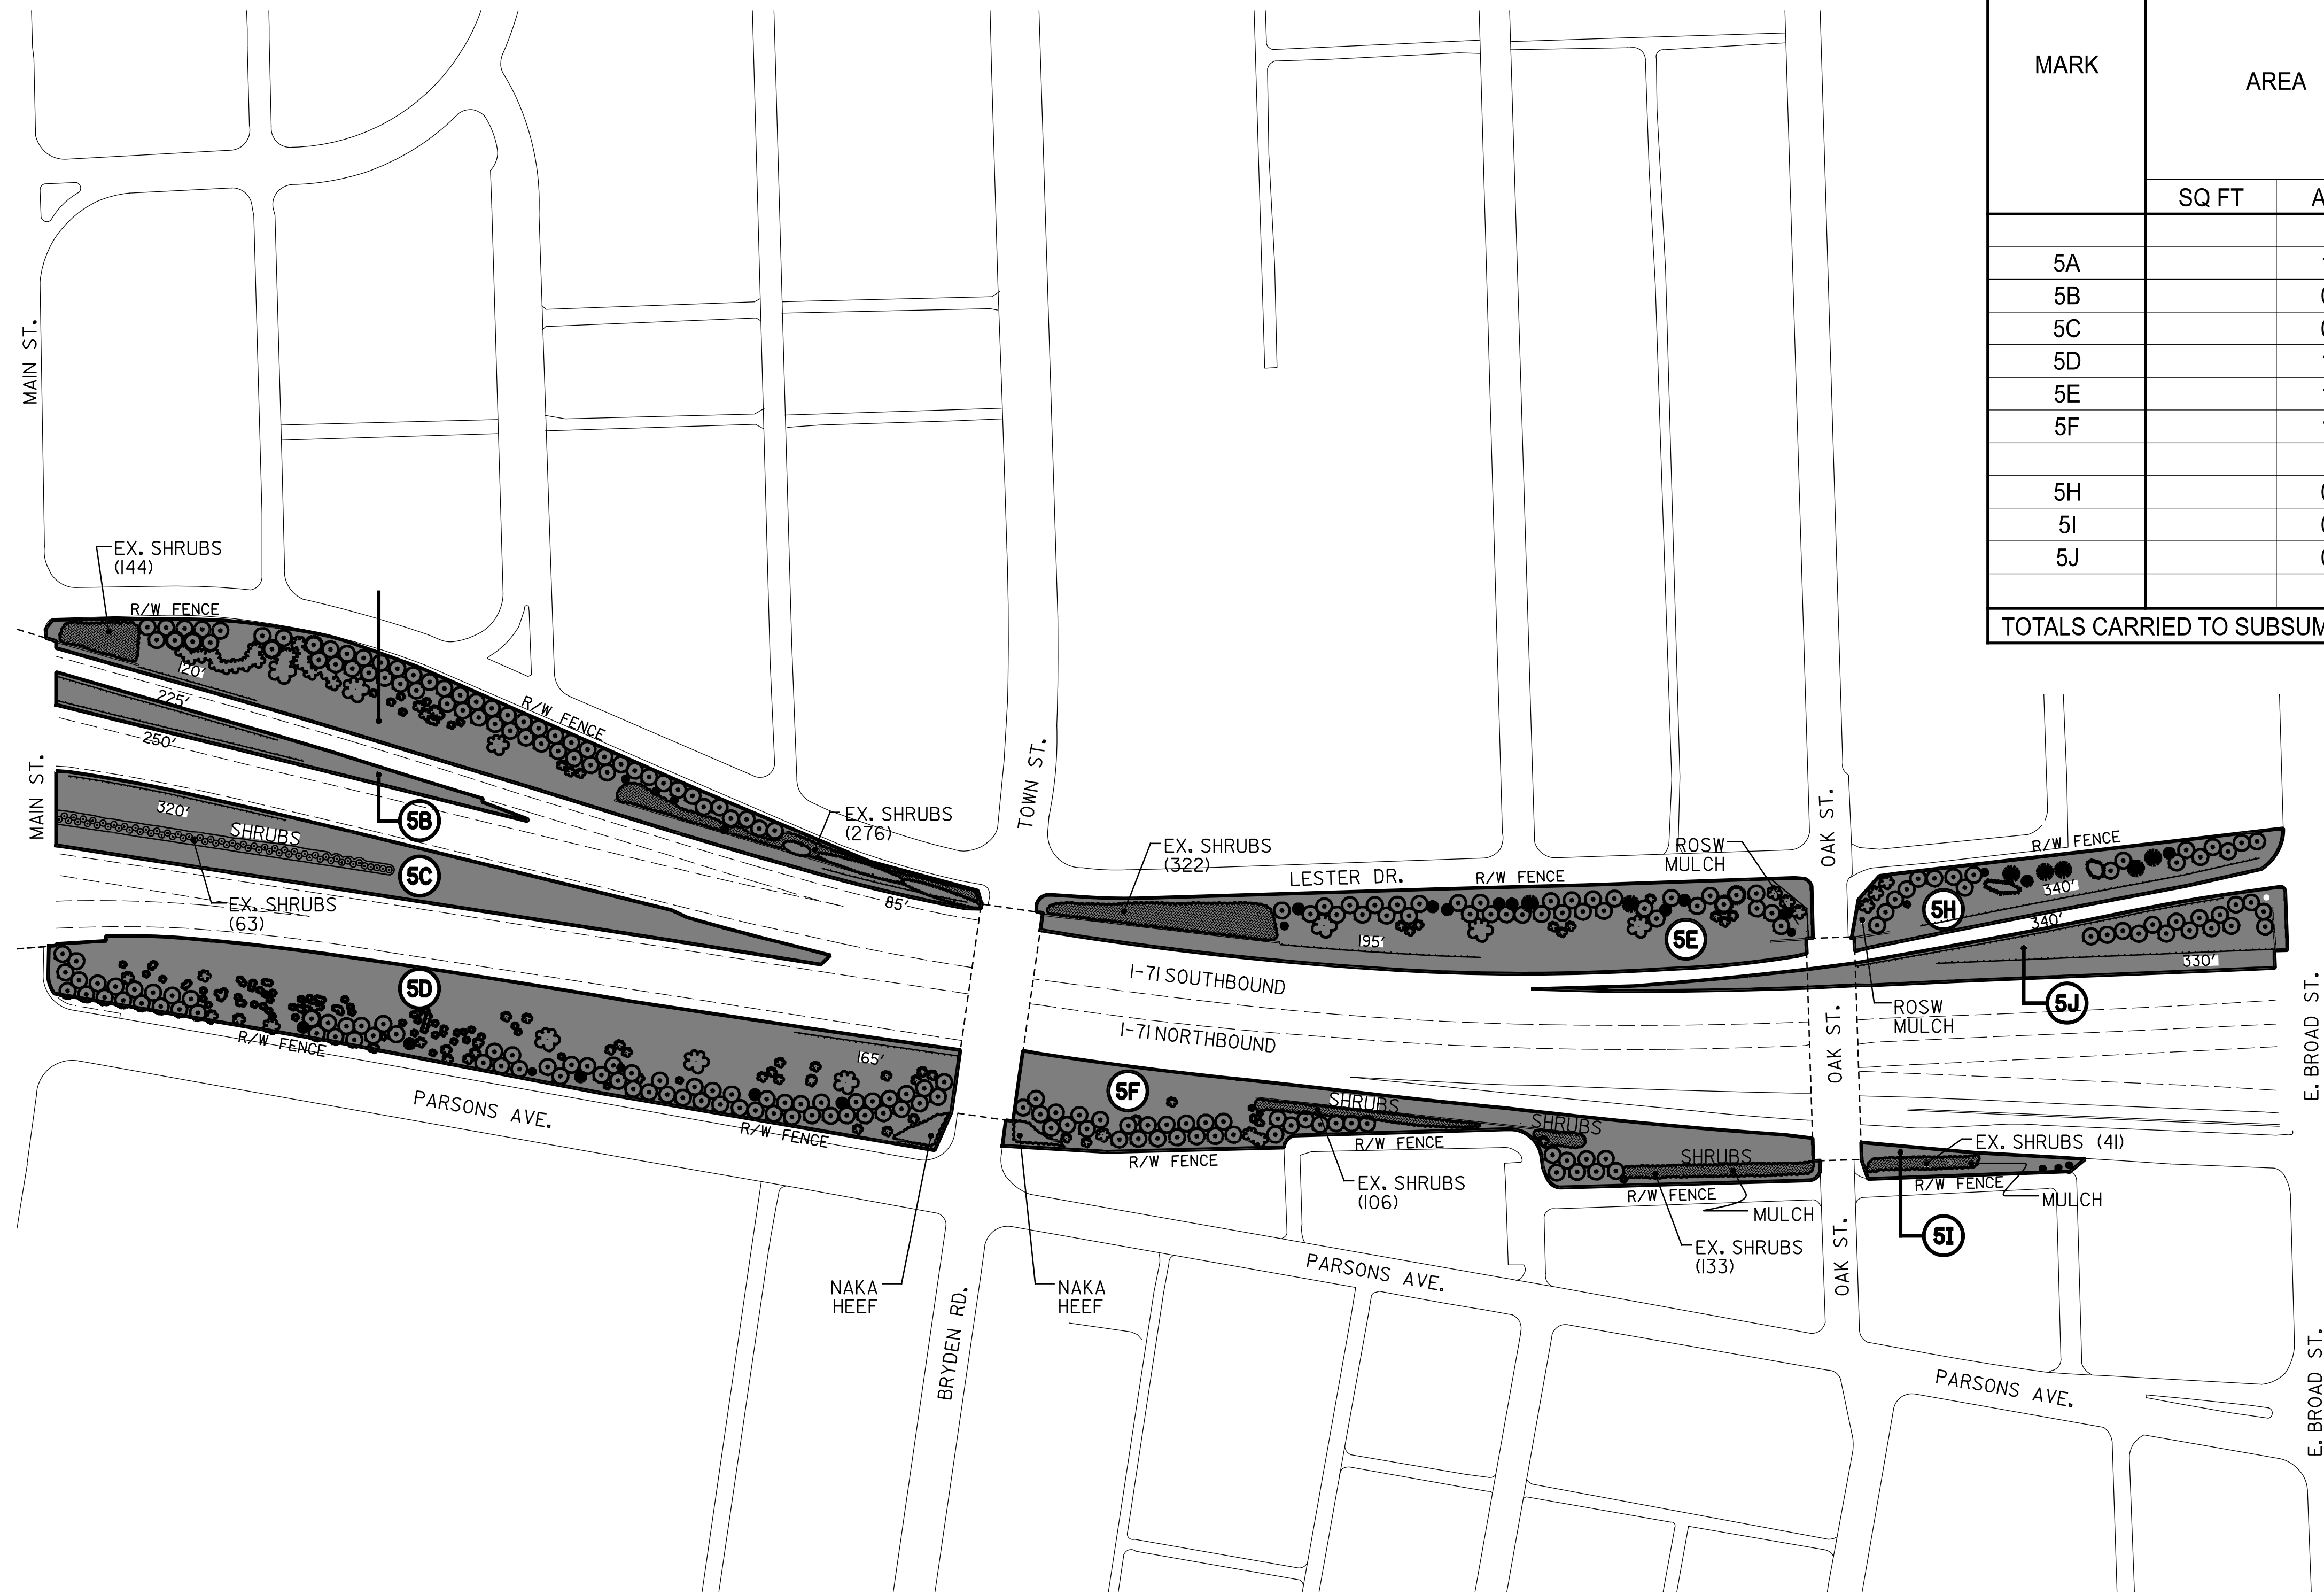 MARK
AREA
SQ FT
5A
5B
5C
5D
5E
5F
5H
5I
5J
TOTALS CARRIED TO SUBSUM
MAIN ST.
EX. SHRUBS
(144)
R/W FENCE
120'
225'
250'
R/W FENCE
MAIN ST.
320'
SHRUBS
5B
5C
EX. SHRUBS
(63)
EX. SHRUBS
(276)
85'
TOWN ST.
5D
R/W FENCE
165'
R/W FENCE
PARSONS AVE.
NAKA
HEEF
BRYDEN RD.
NAKA
HEEF
EX. SHRUBS
(322)
LESTER DR.
R/W FENCE
ROSW
MULCH
OAK ST.
195'
5E
I-71 SOUTHBOUND
I-71 NORTHBOUND
5F
SHRUBS
R/W FENCE
R/W FENCE
EX. SHRUBS
(106)
SHRUBS
SHRUBS
R/W FENCE
MULCH
EX. SHRUBS
(133)
PARSONS AVE.
R/W FENCE
340'
5H
340'
330'
5J
ROSW
MULCH
OAK ST.
E. BROAD ST.
EX. SHRUBS (41)
R/W FENCE
MULCH
5I
OAK ST.
PARSONS AVE.
E. BROAD ST.